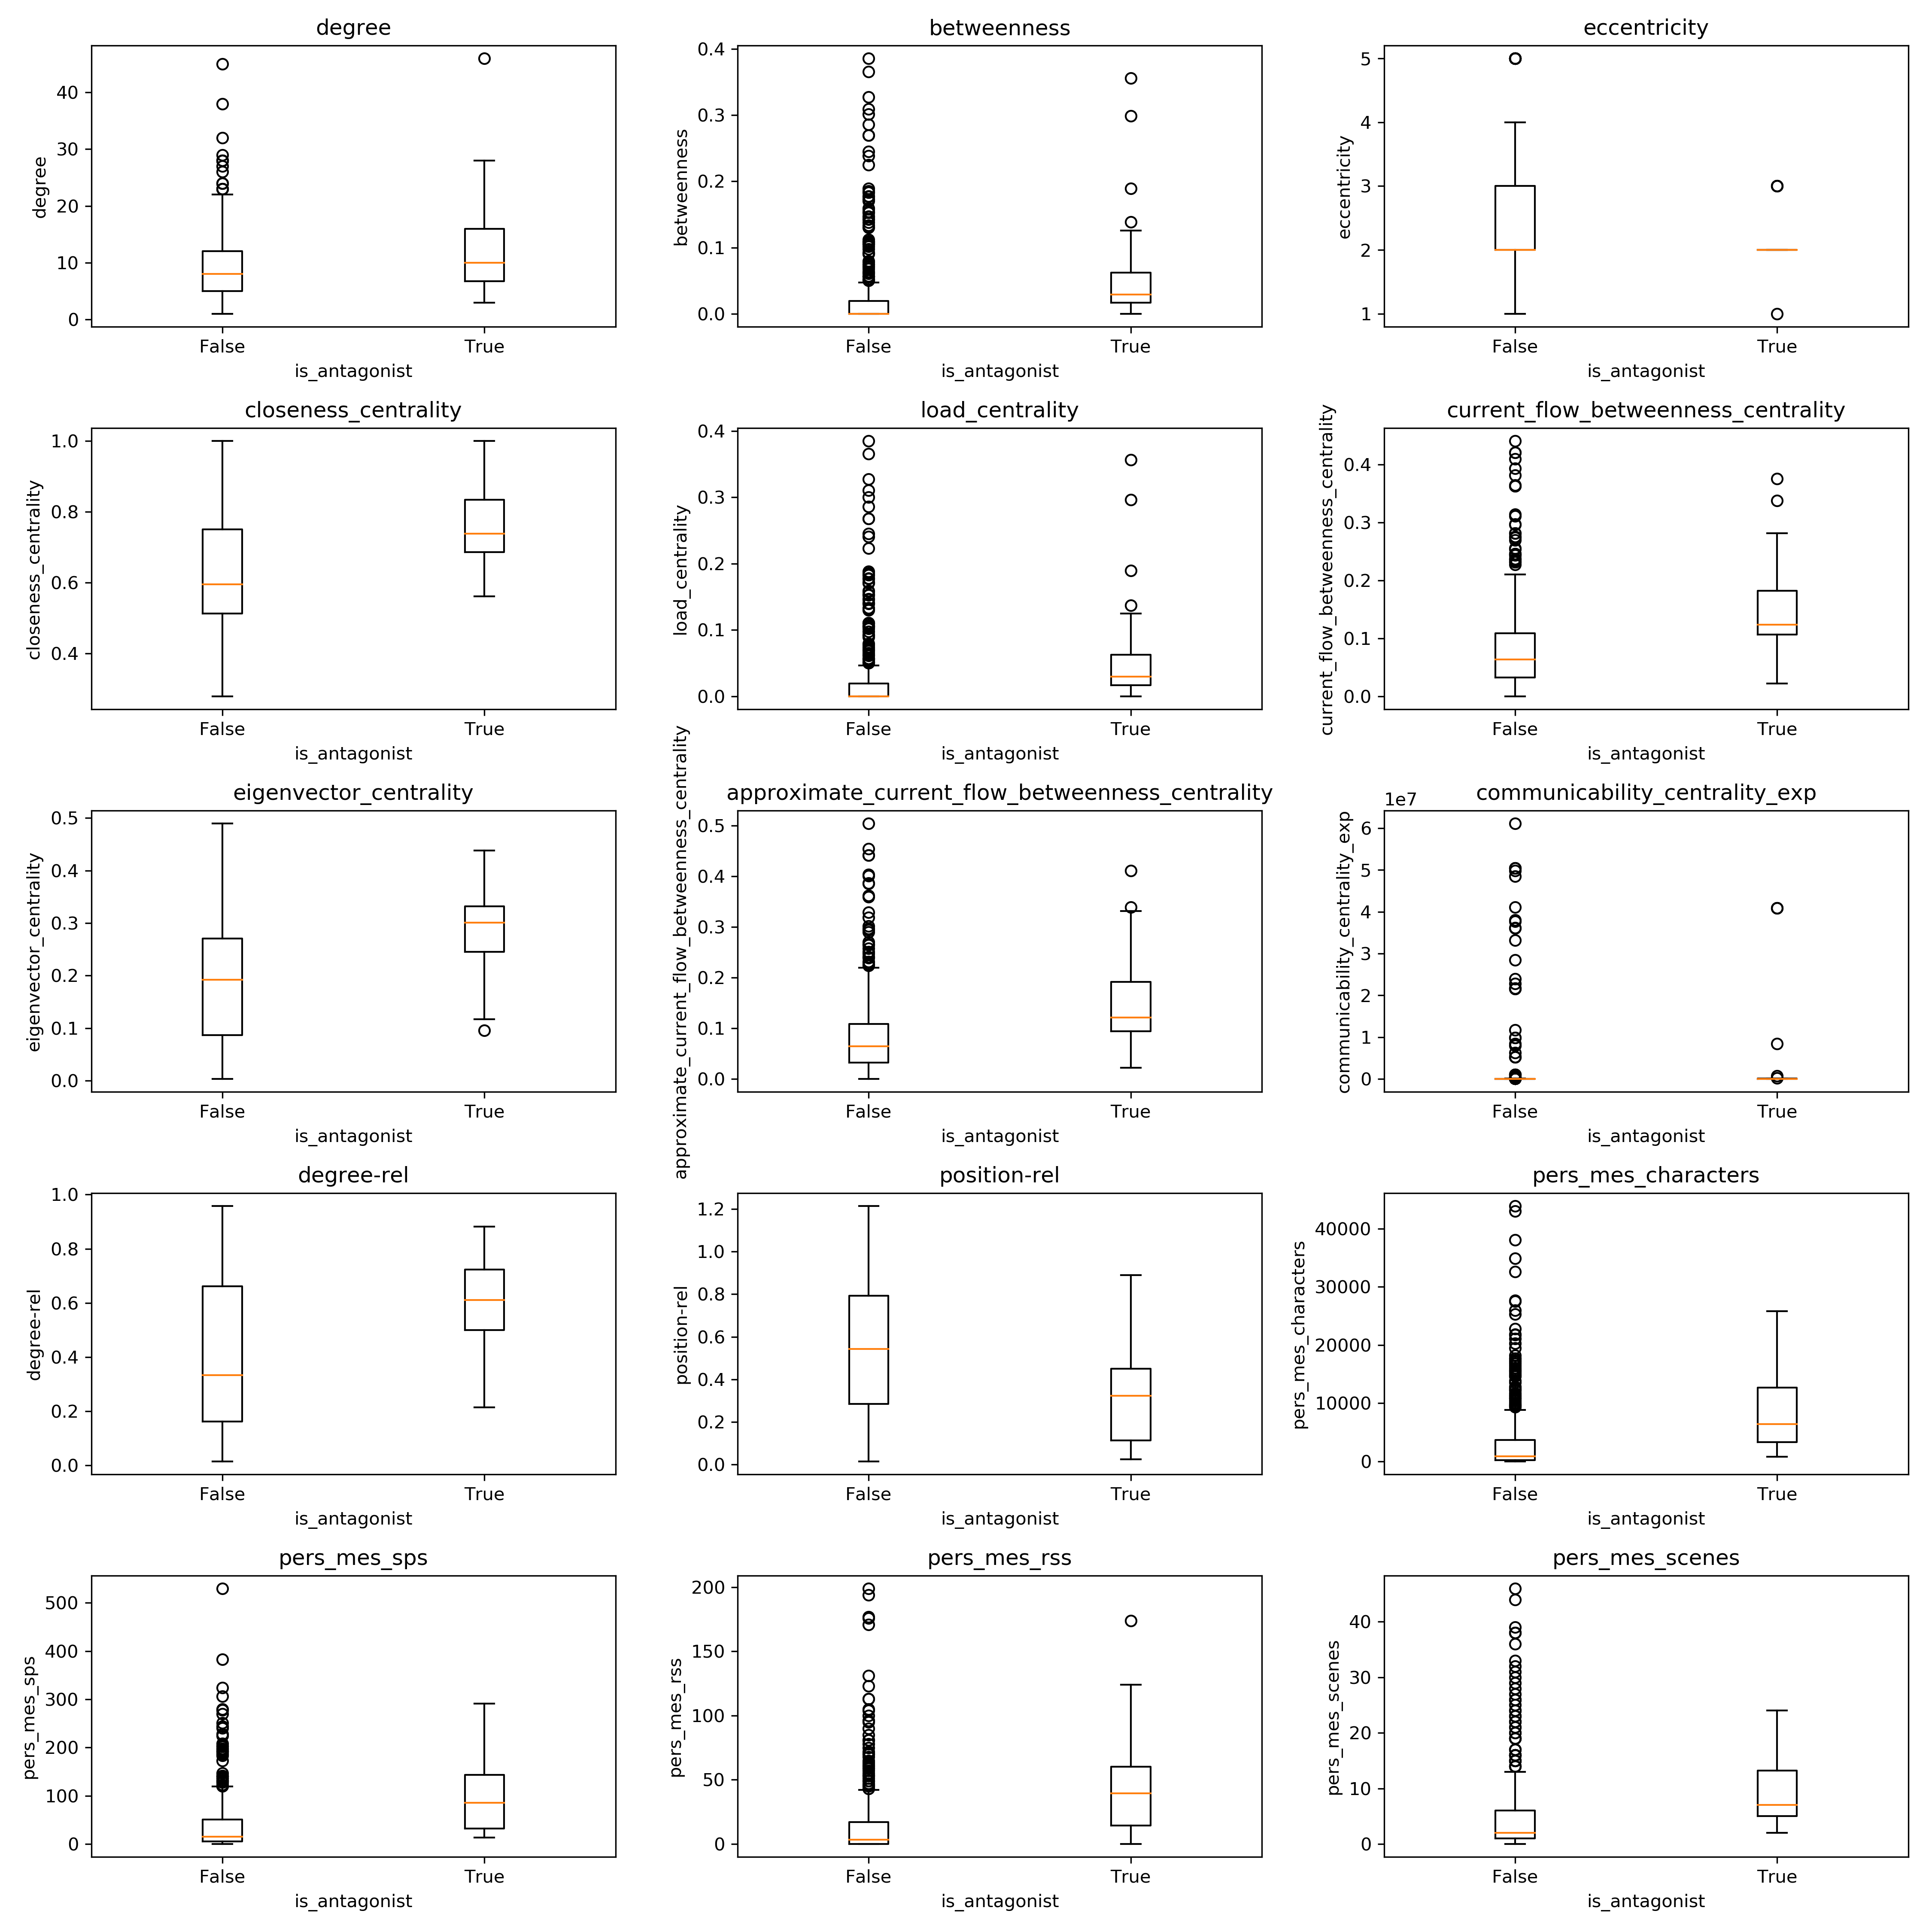 degree
degree
40
30
20
10
0
False
True
is_antagonist
betweenness
betweenness
0.4
0.3
0.2
0.1
0.0
False
True
is_antagonist
eccentricity
eccentricity
5
4
3
2
1
False
True
is_antagonist
closeness_centrality
closeness_centrality
1.0
0.8
0.6
0.4
False
True
is_antagonist
load_centrality
load_centrality
0.4
0.3
0.2
0.1
0.0
False
True
is_antagonist
current_flow_betweenness_centrality
current_flow_betweenness_centrality
0.4
0.3
0.2
0.1
0.0
False
True
is_antagonist
eigenvector_centrality
eigenvector_centrality
0.5
0.4
0.3
0.2
0.1
0.0
False
True
is_antagonist
approximate_current_flow_betweenness_centrality
approximate_current_flow_betweenness_centrality
0.5
0.4
0.3
0.2
0.1
0.0
False
True
is_antagonist
communicability_centrality_exp
communicability_centrality_exp
1e7
6
5
4
3
2
1
0
False
True
is_antagonist
degree-rel
degree-rel
1.0
0.8
0.6
0.4
0.2
0.0
False
True
is_antagonist
position-rel
position-rel
1.2
1.0
0.8
0.6
0.4
0.2
0.0
False
True
is_antagonist
pers_mes_characters
pers_mes_characters
40000
30000
20000
10000
0
False
True
is_antagonist
pers_mes_sps
pers_mes_sps
500
400
300
200
100
0
False
True
is_antagonist
pers_mes_rss
pers_mes_rss
200
150
100
50
0
False
True
is_antagonist
pers_mes_scenes
pers_mes_scenes
40
30
20
10
0
False
True
is_antagonist